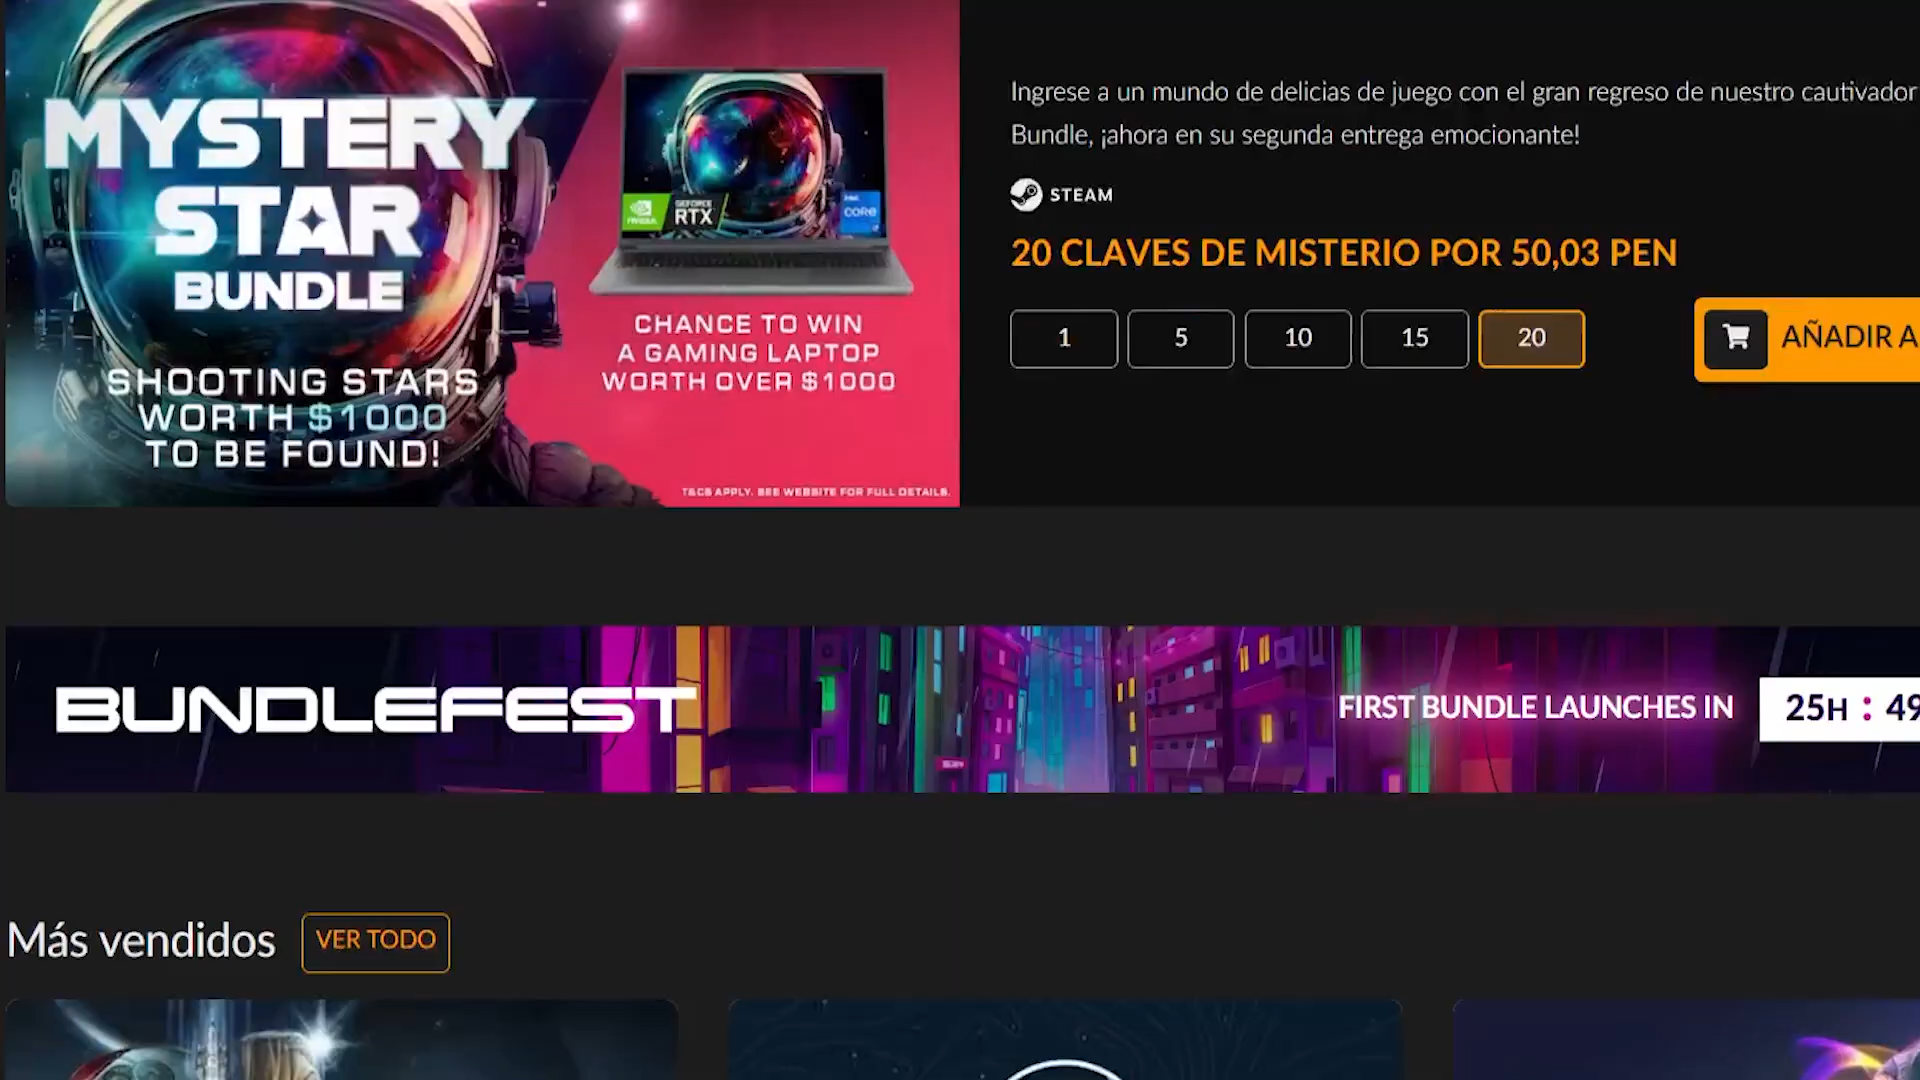 MYSTERY
STAR
BUNDLE
SHOOTING STARS
WORTH $1000
TO BE FOUND!
NVIDIA
GEFORCE
RTX
intel
CORE
CHANCE TO WIN
A GAMING LAPTOP
WORTH OVER $1000
T&CS APPLY. SEE WEBSITE FOR FULL DETAILS.
Ingrese a un mundo de delicias de juego con el gran regreso de nuestro cautivador
Bundle, ¡ahora en su segunda entrega emocionante!
STEAM
20 CLAVES DE MISTERIO POR 50,03 PEN
1 5 10 15 20
AÑADIR A
BUNDLEFEST
FIRST BUNDLE LAUNCHES IN
25H : 49
Más vendidos
VER TODO